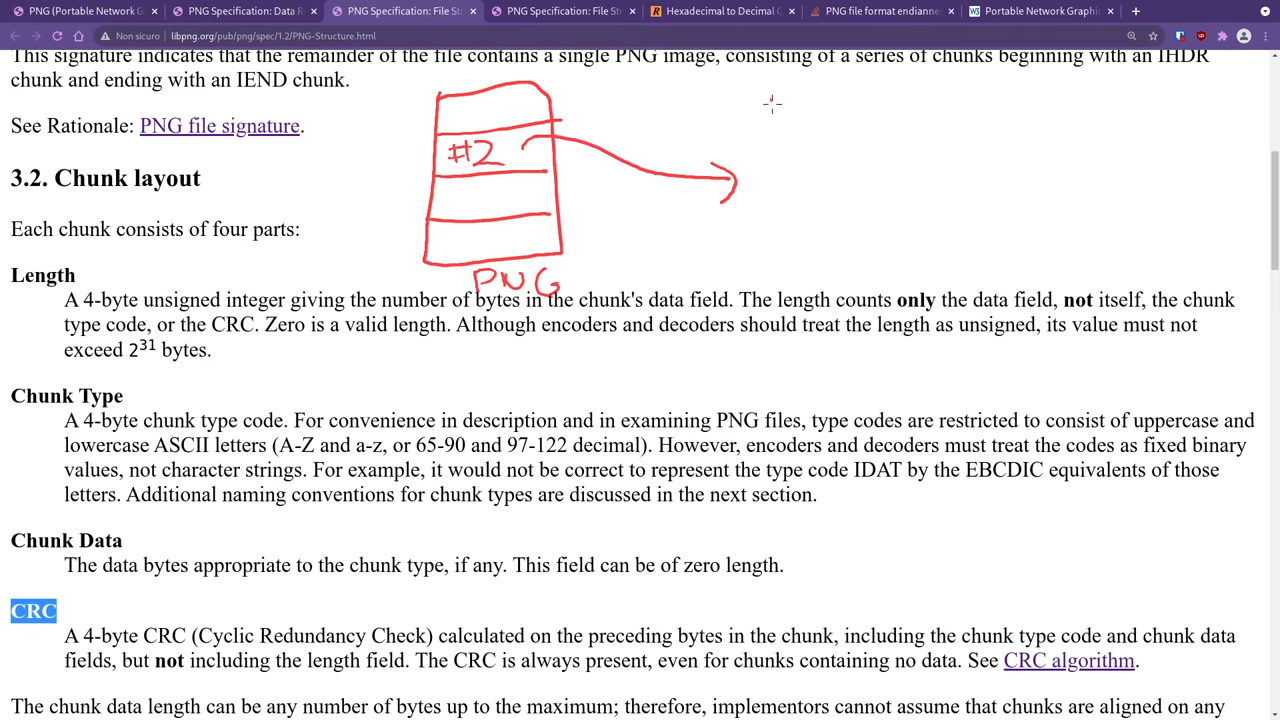 PNG (Portable Network G
PNG Specification: Data R
PNG Specification: File St
PNG Specification: File St
Hexadecimal to Decimal C
PNG file format endiannes
Portable Network Graphi
Non sicuro | libpng.org/pub/png/spec/1.2/PNG-Structure.html
This signature indicates that the remainder of the file contains a single PNG image, consisting of a series of chunks beginning with an IHDR
chunk and ending with an IEND chunk.
See Rationale: PNG file signature.
#2
3.2. Chunk layout
Each chunk consists of four parts:
PNG
Length
A 4-byte unsigned integer giving the number of bytes in the chunk's data field. The length counts only the data field, not itself, the chunk
type code, or the CRC. Zero is a valid length. Although encoders and decoders should treat the length as unsigned, its value must not
exceed 2³¹ bytes.
Chunk Type
A 4-byte chunk type code. For convenience in description and in examining PNG files, type codes are restricted to consist of uppercase and
lowercase ASCII letters (A-Z and a-z, or 65-90 and 97-122 decimal). However, encoders and decoders must treat the codes as fixed binary
values, not character strings. For example, it would not be correct to represent the type code IDAT by the EBCDIC equivalents of those
letters. Additional naming conventions for chunk types are discussed in the next section.
Chunk Data
The data bytes appropriate to the chunk type, if any. This field can be of zero length.
CRC
A 4-byte CRC (Cyclic Redundancy Check) calculated on the preceding bytes in the chunk, including the chunk type code and chunk data
fields, but not including the length field. The CRC is always present, even for chunks containing no data. See CRC algorithm.
The chunk data length can be any number of bytes up to the maximum; therefore, implementors cannot assume that chunks are aligned on any